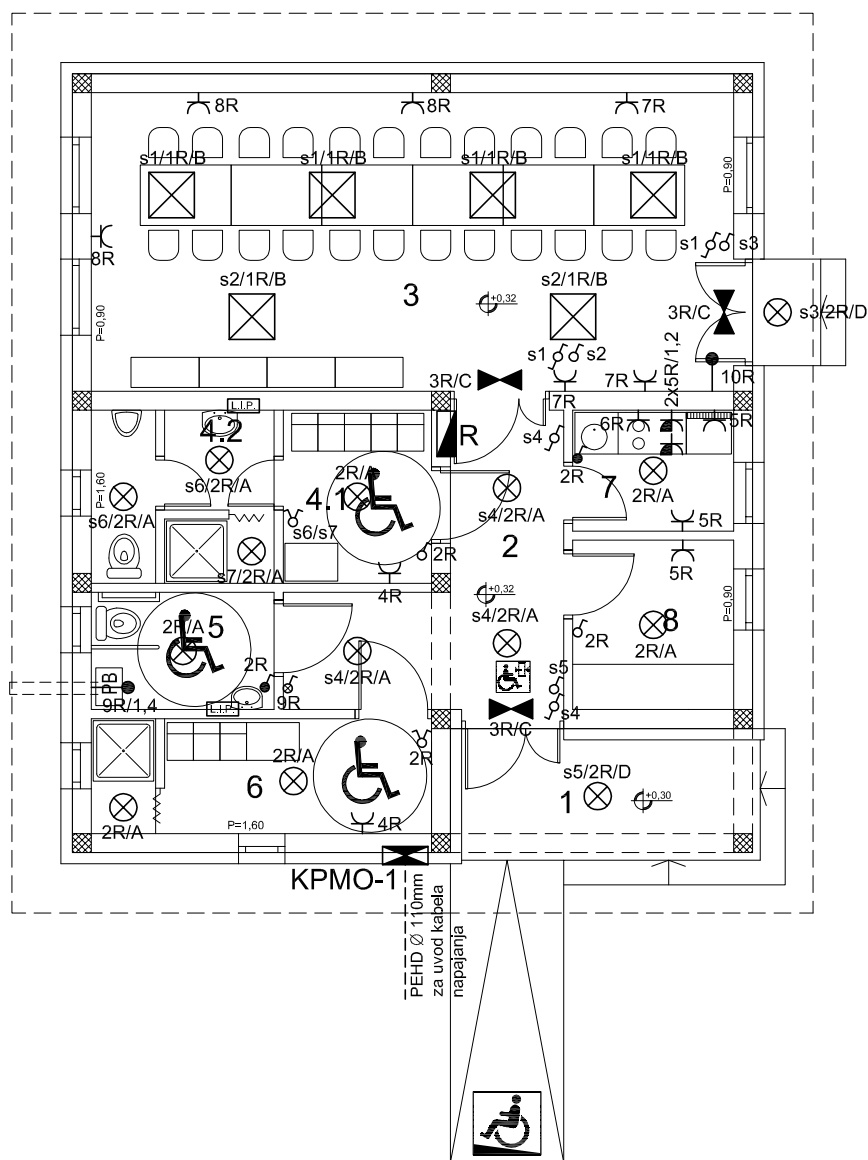 8R
8R
7R
s1/1R/B
s1/1R/B
s1/1R/B
s1/1R/B
P=0,90
8R
s1
s3
s2/1R/B
s2/1R/B
3
+0,32
3R/C
s3/2R/D
P=0,90
s1
s2
2x5R/1,2
3R/C
7R
7R
10R
L.I.P.
4.2
R
s4
6R
5R
s6/2R/A
P=1,60
s6/2R/A
2R/A
4.1
2R
7
2R/A
s4/2R/A
s6/s7
s7/2R/A
2R
2
5R
4R
5R
+0,32
P=0,90
2R/A
5
s4/2R/A
8
2R
2R/A
PB
2R
s4/2R/A
s5
9R/1,4
9R
s4
L.I.P.
3R/C
2R/A
2R
6
s5/2R/D
1
+0,30
2R/A
P=1,60
4R
KPMO-1
PEHD Ø 110mm
za uvod kabela
napajanja